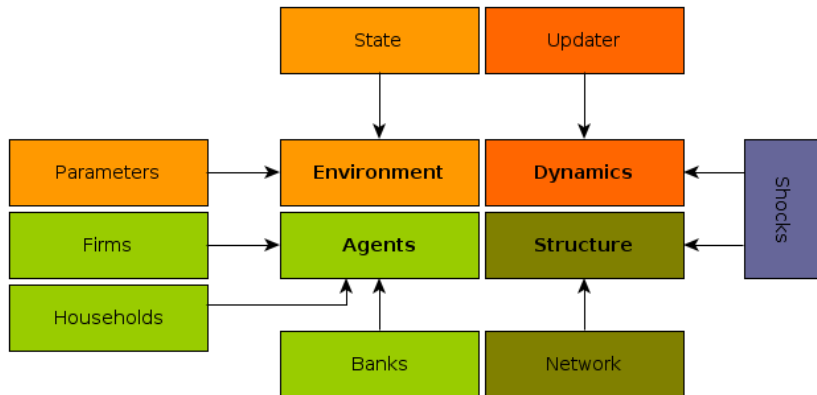 State
Updater
Parameters
Environment
Dynamics
Shocks
Firms
Agents
Structure
Households
Banks
Network